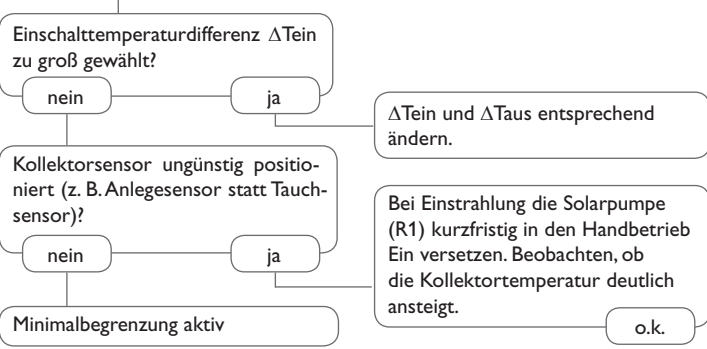 Einschalttemperaturdifferenz ΔTein
zu groß gewählt?
nein
ja
ΔTein und ΔTaus entsprechend
ändern.
Kollektorsensor ungünstig positio-
niert (z. B. Anlegesensor statt Tauch-
sensor)?
nein
ja
Bei Einstrahlung die Solarpumpe
(R1) kurzfristig in den Handbetrieb
Ein versetzen. Beobachten, ob
die Kollektortemperatur deutlich
ansteigt.
o.k.
Minimalbegrenzung aktiv